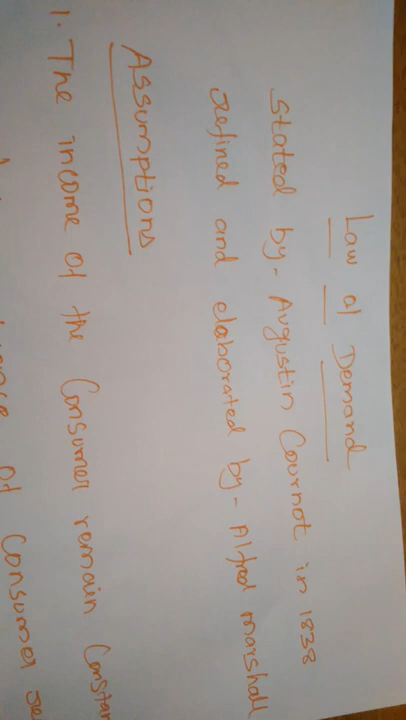 Law of Demand
Stated by - Augustin Cournot in 1838
refined and elaborated by - Alfred marshall
Assumptions
1. The income of the Consumer remain Constan
of Consumer